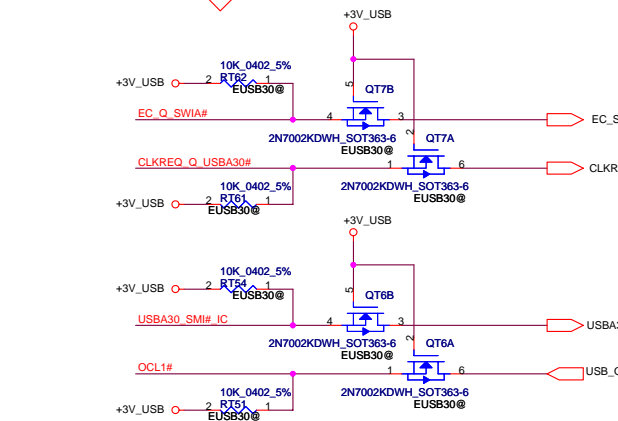 +3V_USB
10K_0402_5%
+3V_USB 2 RT62 1
EUSB30@
5
QT7B
EC_Q_SWIA# 4 3 EC_S
2N7002KDWH_SOT363-6
EUSB30@
2
QT7A
CLKREQ_Q_USBA30# 1 6 CLKR
10K_0402_5%
2N7002KDWH_SOT363-6
+3V_USB 2 RT61 1
EUSB30@
EUSB30@
+3V_USB
10K_0402_5%
+3V_USB 2 RT54 1
EUSB30@
5
QT6B
USBA30_SMI#_IC 4 3 USBA3
2N7002KDWH_SOT363-6
EUSB30@
2
QT6A
OCL1# 1 6 USB_O
10K_0402_5%
2N7002KDWH_SOT363-6
+3V_USB 2 RT51 1
EUSB30@
EUSB30@